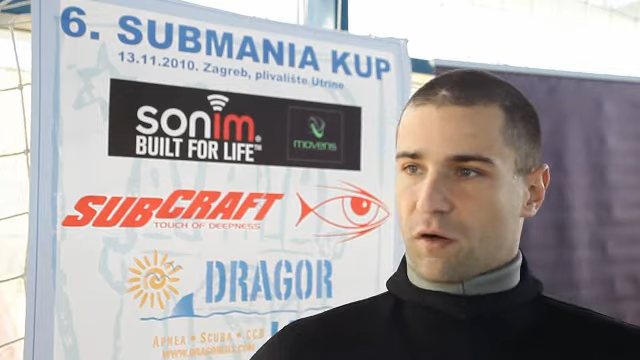 6. SUBMANIA KUP
13.11.2010. Zagreb, plivalište Utrine
sonim®
BUILT FOR LIFE™
movens
SUBCRAFT
TOUCH OF DEEPNESS
DRAGOR
APNEA • SCUBA • CCR